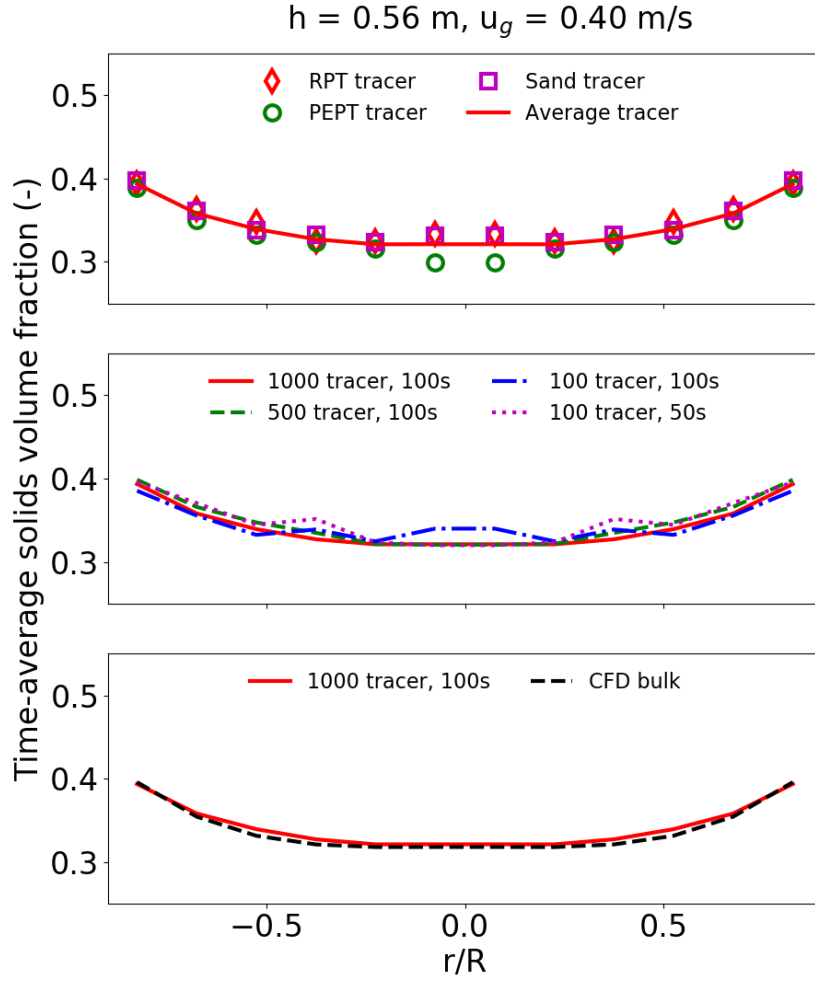 h = 0.56 m, u_g = 0.40 m/s
Time-average solids volume fraction (-)
RPT tracer
Sand tracer
PEPT tracer
Average tracer
0.5
0.4
0.3
1000 tracer, 100s
100 tracer, 100s
500 tracer, 100s
100 tracer, 50s
0.5
0.4
0.3
1000 tracer, 100s
CFD bulk
0.5
0.4
0.3
−0.5
0.0
0.5
r/R